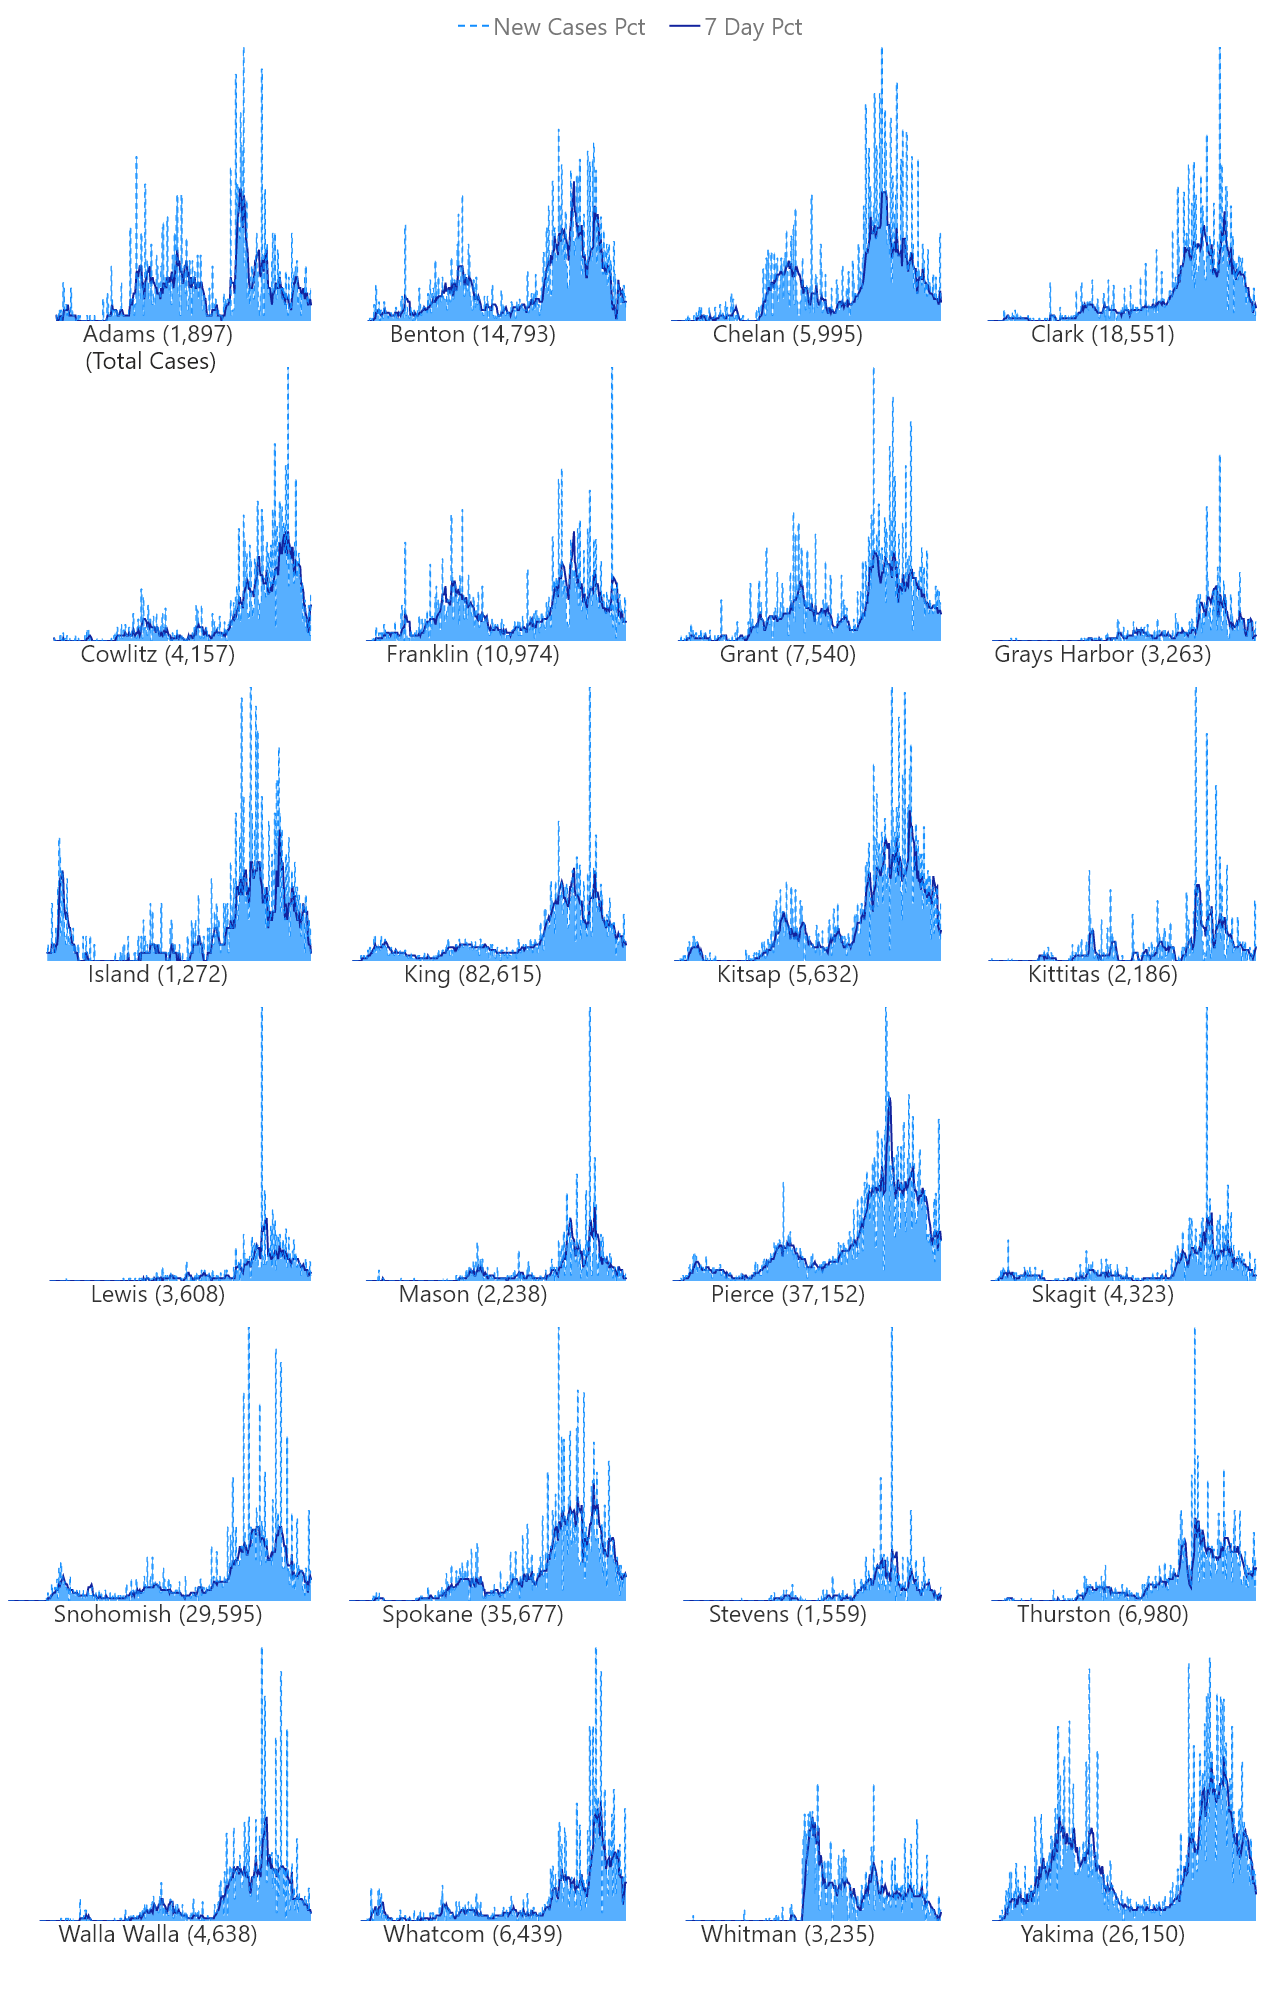 New Cases Pct 7 Day Pct
Adams (1,897) Benton (14,793) Chelan (5,995) Clark (18,551)
(Total Cases)
Cowlitz (4,157) Franklin (10,974) Grant (7,540) Grays Harbor (3,263)
Island (1,272) King (82,615) Kitsap (5,632) Kittitas (2,186)
Lewis (3,608) Mason (2,238) Pierce (37,152) Skagit (4,323)
Snohomish (29,595) Spokane (35,677) Stevens (1,559) Thurston (6,980)
Walla Walla (4,638) Whatcom (6,439) Whitman (3,235) Yakima (26,150)